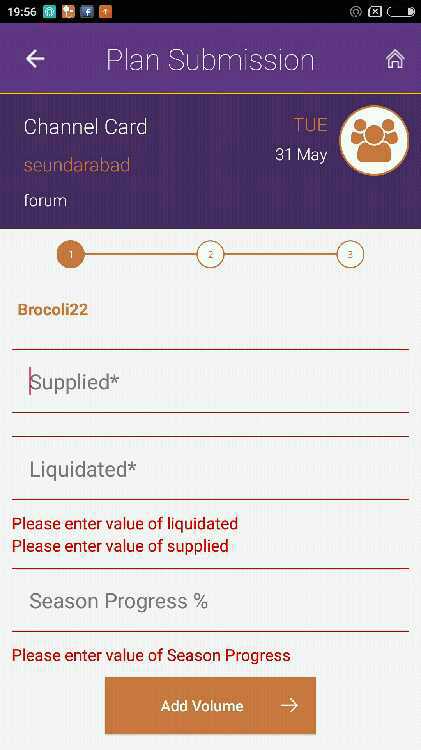 19:56
Plan Submission
Channel Card
TUE
seundarabad
31 May
forum
1
2
3
Brocoli22
Supplied*
Liquidated*
Please enter value of liquidated
Please enter value of supplied
Season Progress %
Please enter value of Season Progress
Add Volume